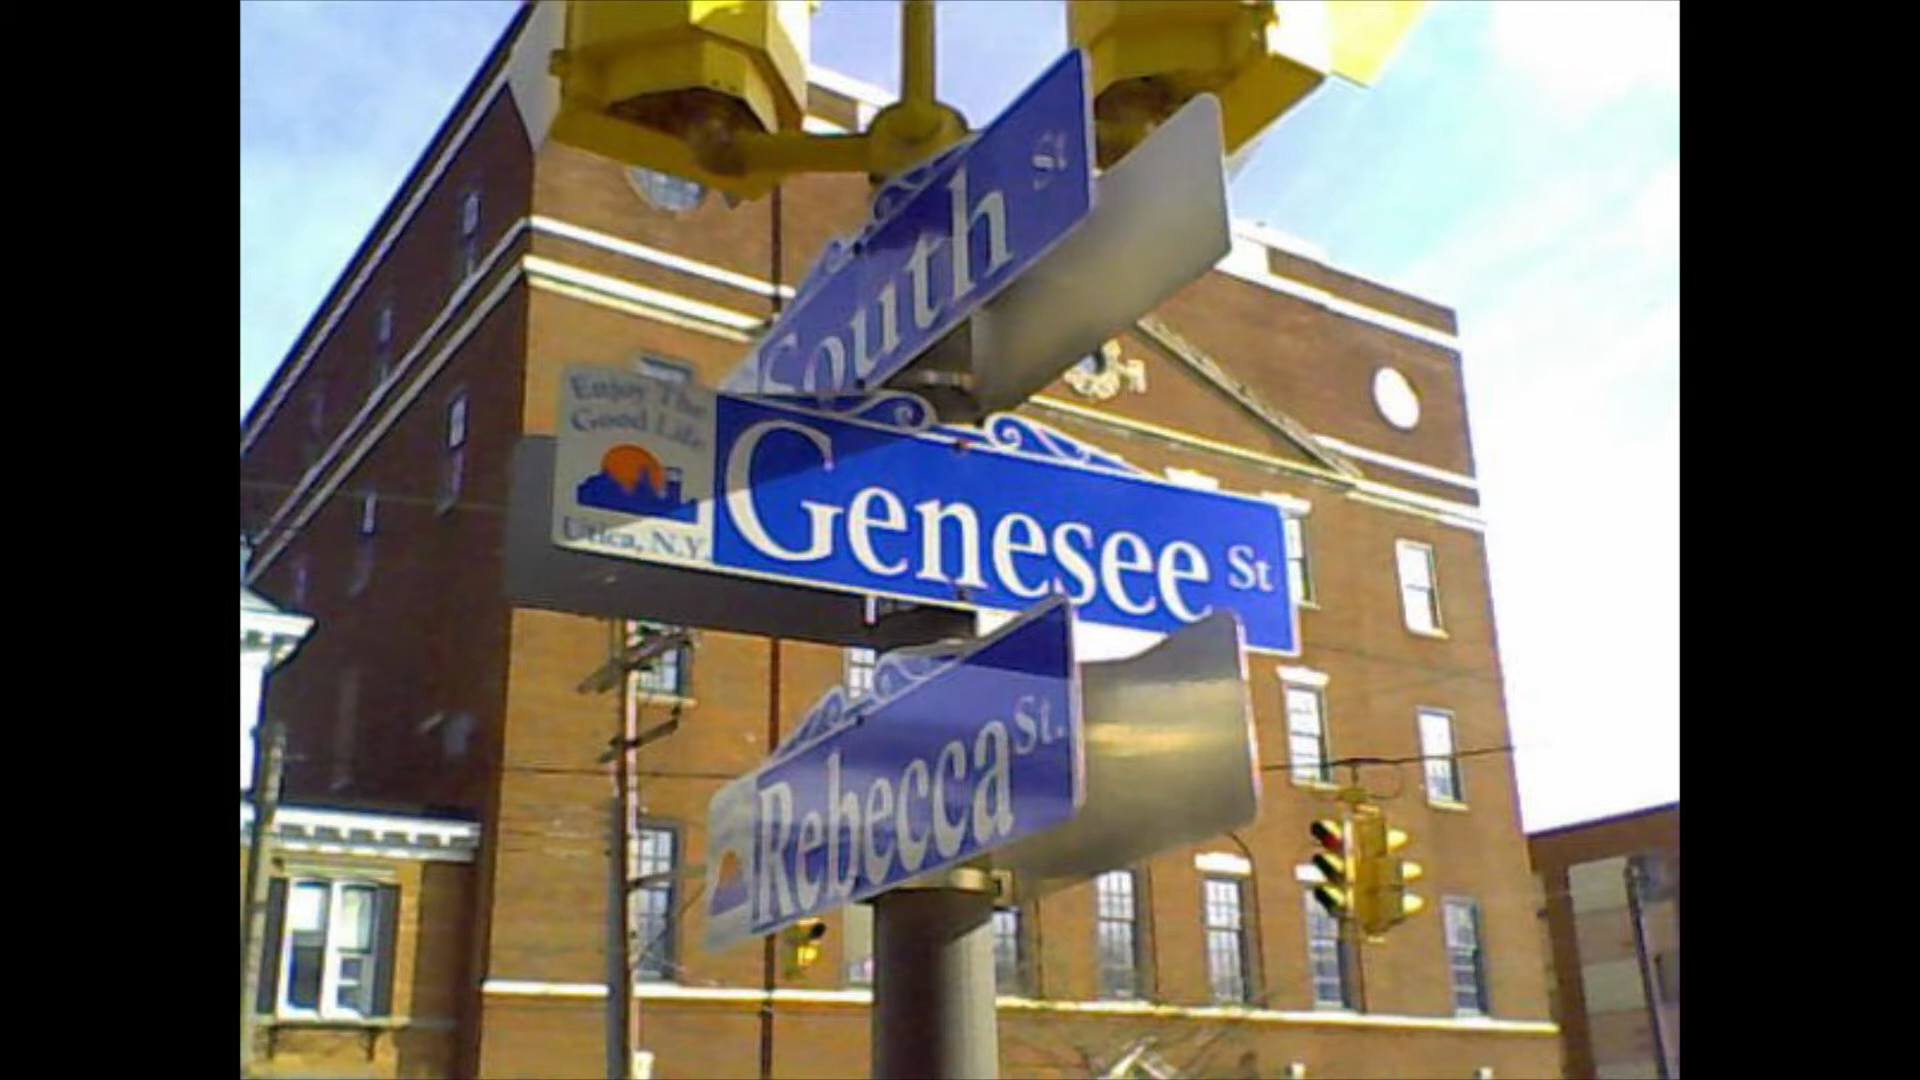 South St
Enjoy The
Good Life
Utica, N.Y.
Genesee St
Rebecca St.